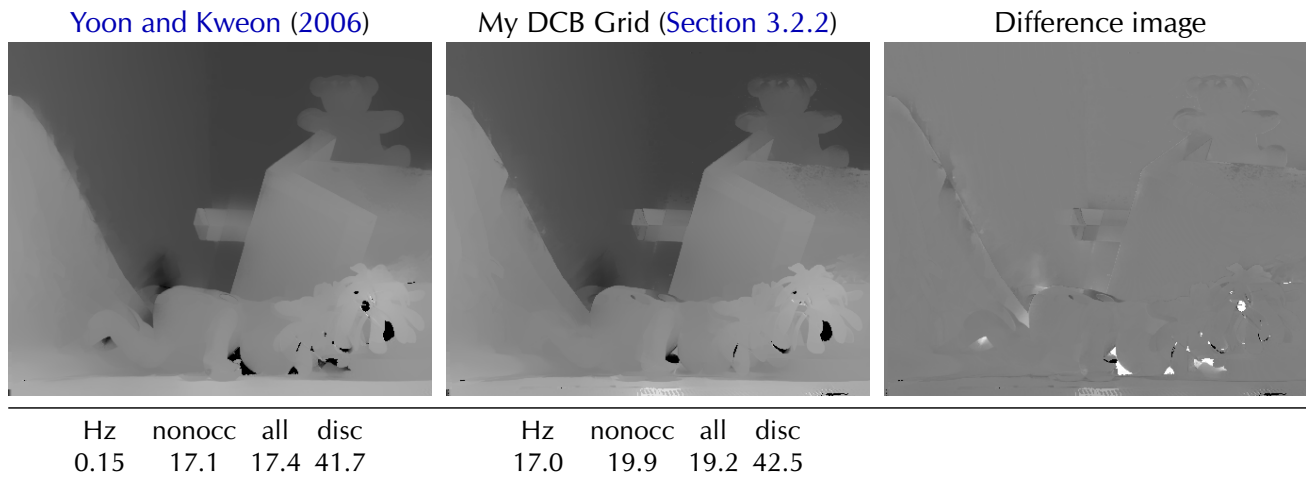 Yoon and Kweon (2006) My DCB Grid (Section 3.2.2) Difference image
Hz nonocc all disc Hz nonocc all disc
0.15 17.1 17.4 41.7 17.0 19.9 19.2 42.5